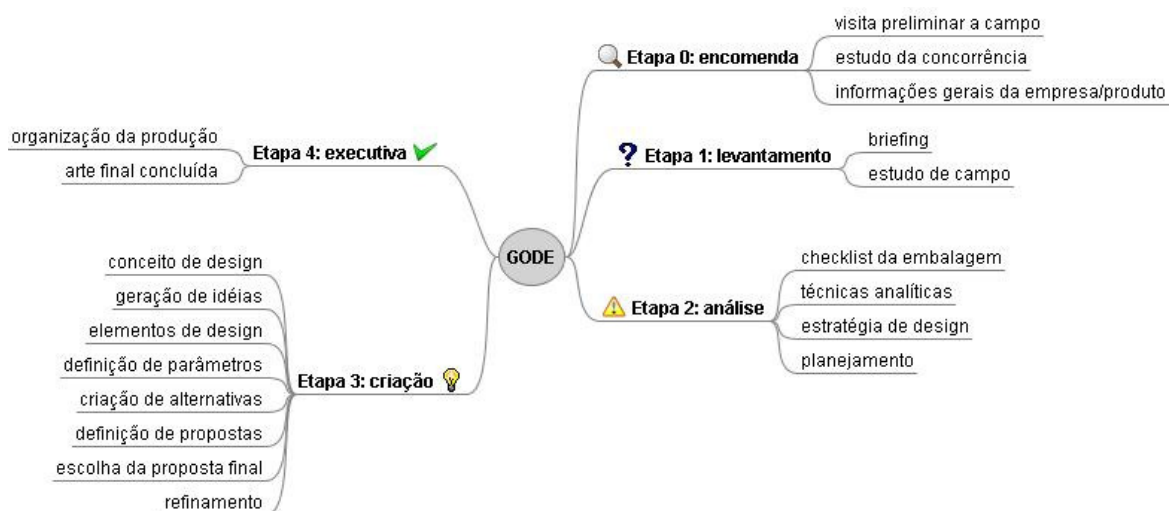 GODE
Etapa 0: encomenda
visita preliminar a campo
estudo da concorrência
informações gerais da empresa/produto
Etapa 1: levantamento
briefing
estudo de campo
Etapa 2: análise
checklist da embalagem
técnicas analíticas
estratégia de design
planejamento
Etapa 3: criação
conceito de design
geração de idéias
elementos de design
definição de parâmetros
criação de alternativas
definição de propostas
escolha da proposta final
refinamento
Etapa 4: executiva
organização da produção
arte final concluída